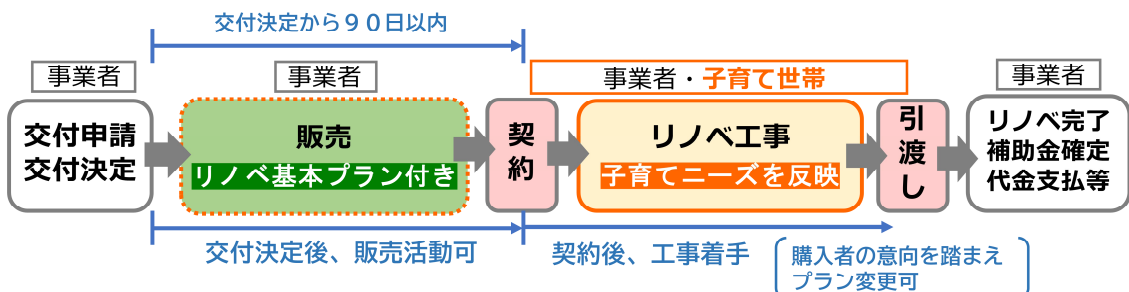 交付決定から９０日以内
事業者
事業者
事業者・子育て世帯
事業者
交付申請
交付決定
販売
リノベ基本プラン付き
契約
リノベ工事
子育てニーズを反映
引渡し
リノベ完了
補助金確定
代金支払等
交付決定後、販売活動可
契約後、工事着手
購入者の意向を踏まえ
プラン変更可